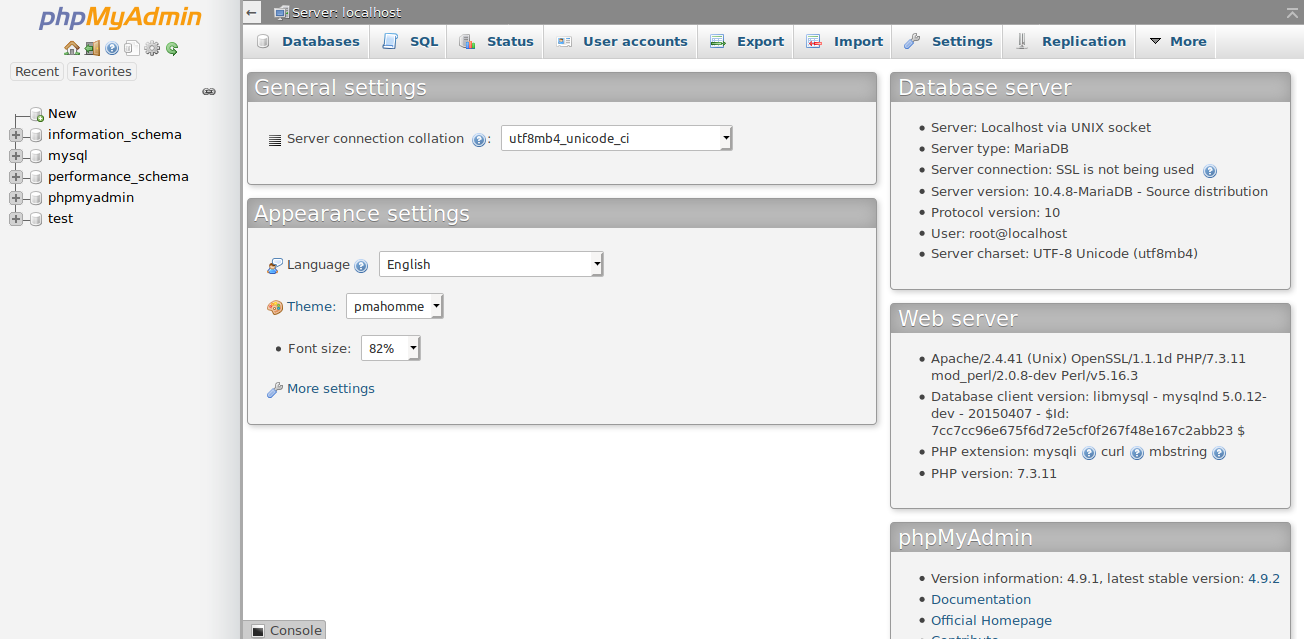 phpMyAdmin
Recent Favorites
New
information_schema
mysql
performance_schema
phpmyadmin
test
Server: localhost
Databases SQL Status User accounts Export Import Settings Replication More
General settings
Server connection collation : utf8mb4_unicode_ci
Appearance settings
Language English
Theme: pmahomme
Font size: 82%
More settings
Database server
Server: Localhost via UNIX socket
Server type: MariaDB
Server connection: SSL is not being used
Server version: 10.4.8-MariaDB - Source distribution
Protocol version: 10
User: root@localhost
Server charset: UTF-8 Unicode (utf8mb4)
Web server
Apache/2.4.41 (Unix) OpenSSL/1.1.1d PHP/7.3.11
mod_perl/2.0.8-dev Perl/v5.16.3
Database client version: libmysql - mysqlnd 5.0.12-
dev - 20150407 - $Id:
7cc7cc96e675f6d72e5cf0f267f48e167c2abb23 $
PHP extension: mysqli curl mbstring
PHP version: 7.3.11
phpMyAdmin
Version information: 4.9.1, latest stable version: 4.9.2
Documentation
Official Homepage
Contribute
Console